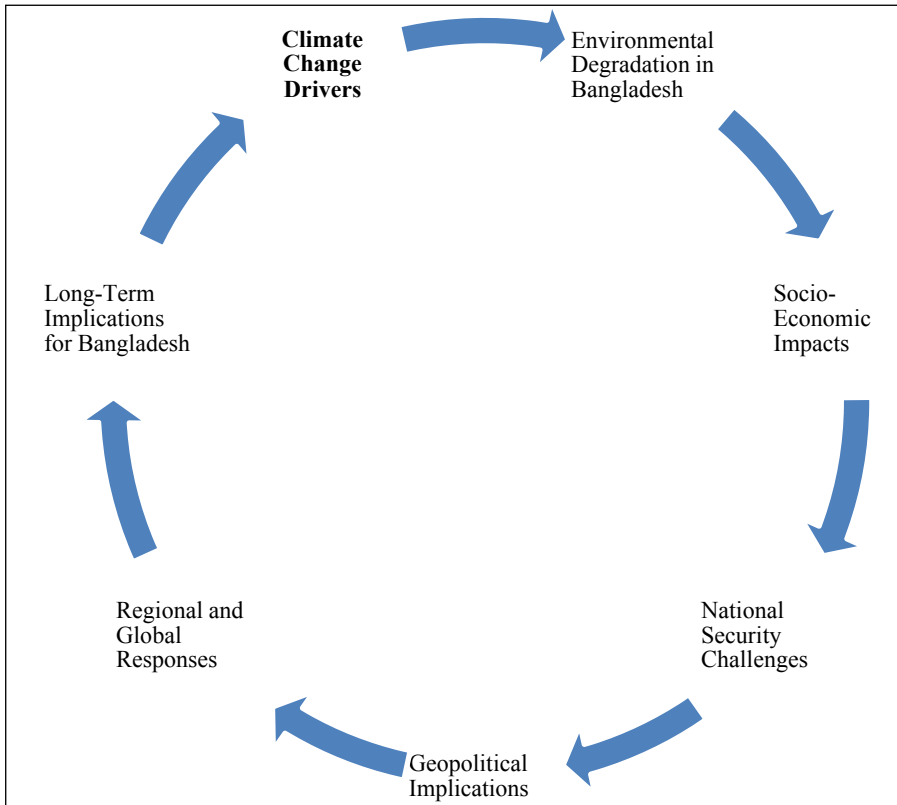 Climate
Change
Drivers
Environmental
Degradation in
Bangladesh
Socio-
Economic
Impacts
National
Security
Challenges
Geopolitical
Implications
Regional and
Global
Responses
Long-Term
Implications
for Bangladesh